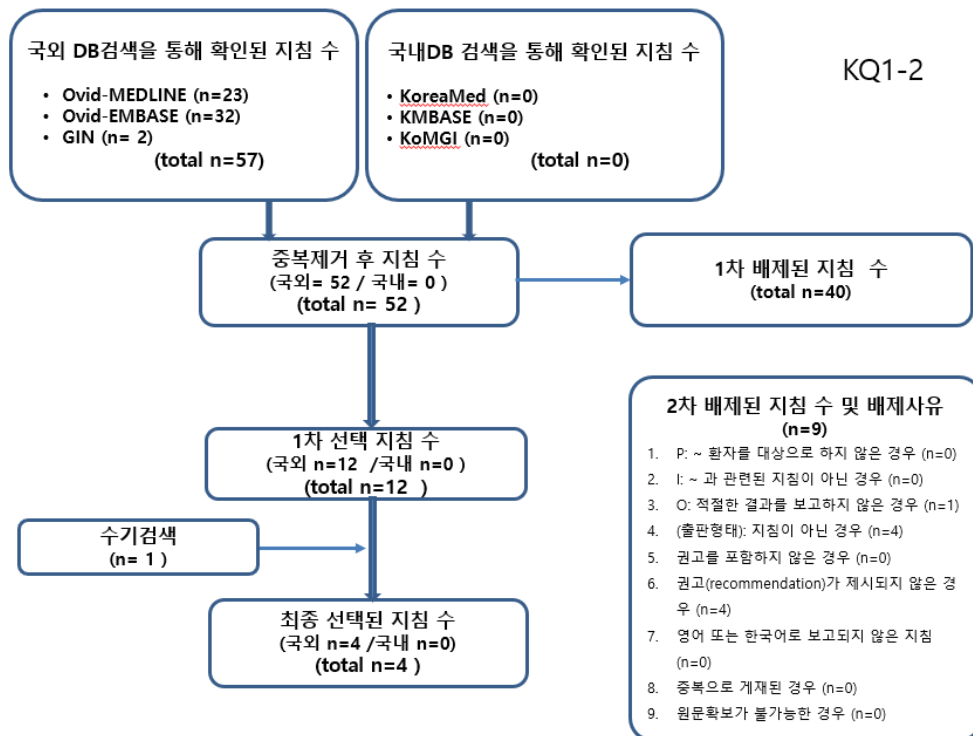 국외 DB검색을 통해 확인된 지침 수
• Ovid-MEDLINE (n=23)
• Ovid-EMBASE (n=32)
• GIN (n= 2)
(total n=57)
국내DB 검색을 통해 확인된 지침 수
• KoreaMed (n=0)
• KMBASE (n=0)
• KoMGI (n=0)
(total n=0)
KQ1-2
중복제거 후 지침 수
(국외= 52 / 국내= 0 )
(total n= 52 )
1차 배제된 지침 수
(total n=40)
1차 선택 지침 수
(국외 n=12 /국내 n=0 )
(total n=12 )
수기검색
(n= 1 )
최종 선택된 지침 수
(국외 n=4 /국내 n=0)
(total n=4 )
2차 배제된 지침 수 및 배제사유
(n=9)
1. P: ~ 환자를 대상으로 하지 않은 경우 (n=0)
2. I: ~ 과 관련된 지침이 아닌 경우 (n=0)
3. O: 적절한 결과를 보고하지 않은 경우 (n=1)
4. (출판형태): 지침이 아닌 경우 (n=4)
5. 권고를 포함하지 않은 경우 (n=0)
6. 권고(recommendation)가 제시되지 않은 경
우 (n=4)
7. 영어 또는 한국어로 보고되지 않은 지침
(n=0)
8. 중복으로 게재된 경우 (n=0)
9. 원문확보가 불가능한 경우 (n=0)